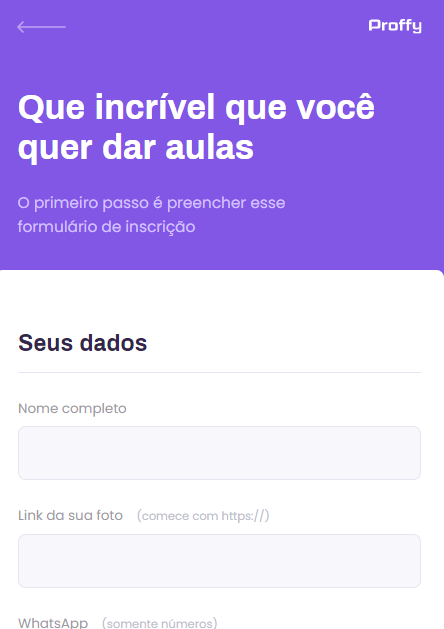 Proffy
Que incrível que você
quer dar aulas
O primeiro passo é preencher esse
formulário de inscrição
Seus dados
Nome completo
Link da sua foto (comece com https://)
WhatsApp (somente números)